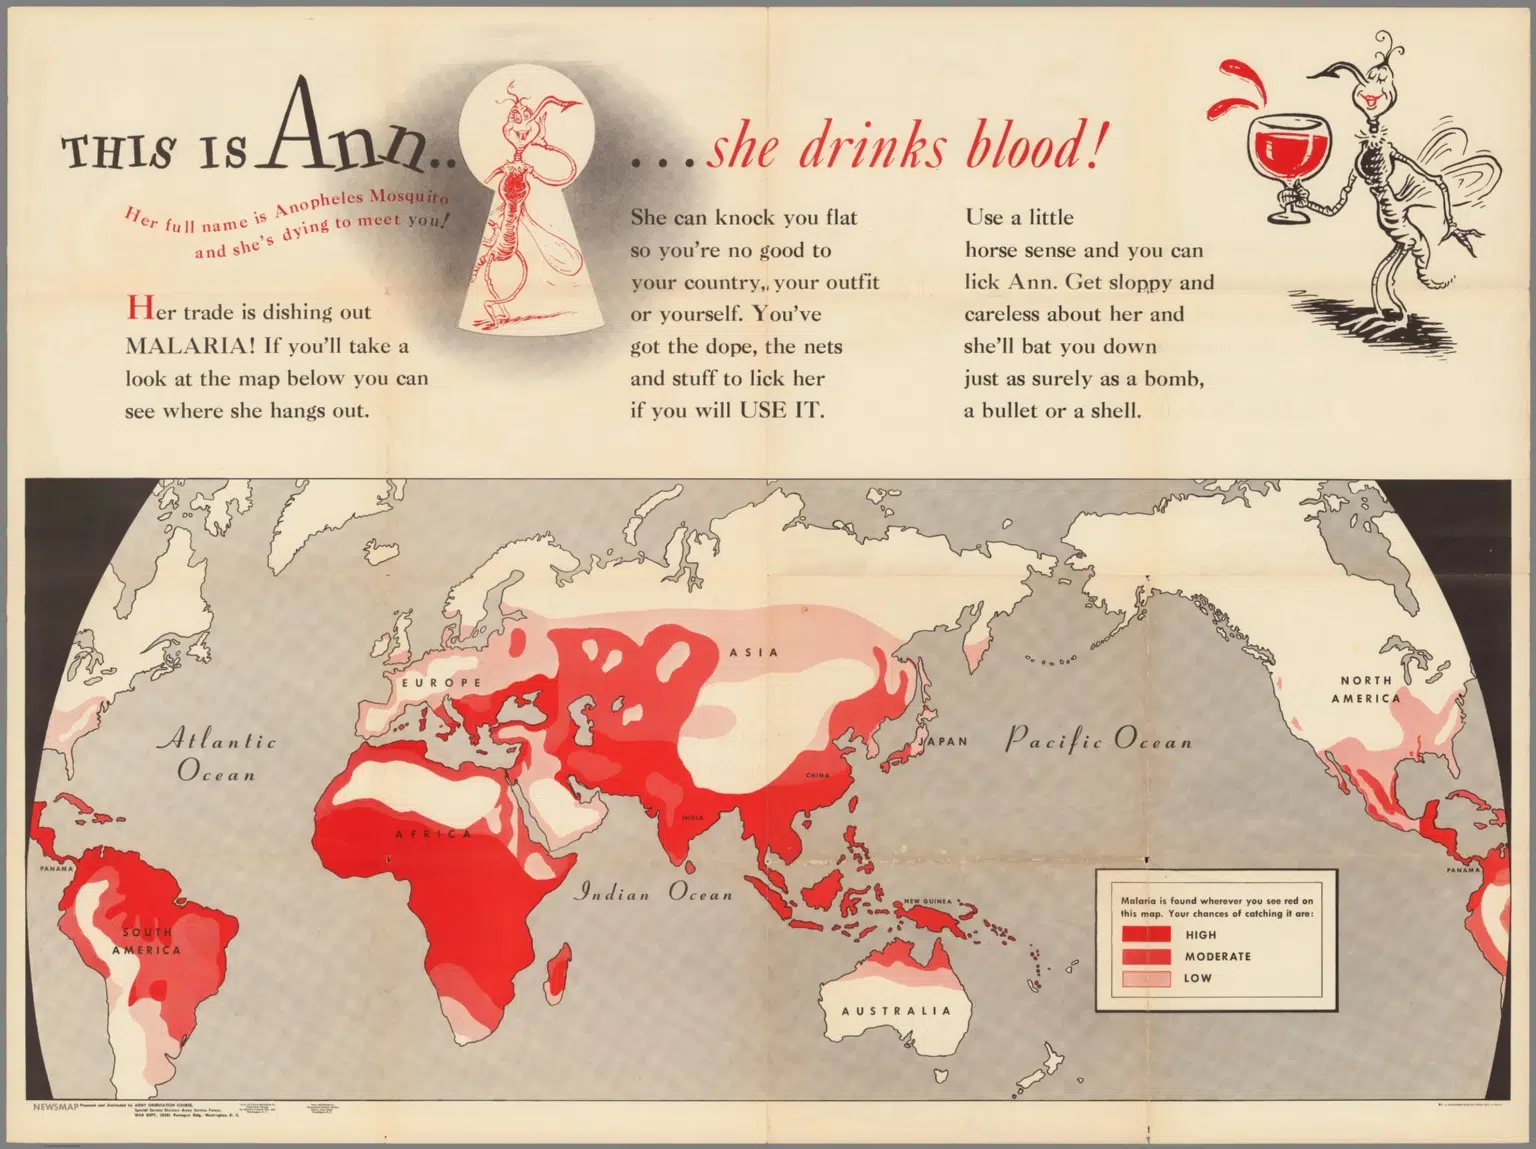 THIS IS Ann..
...she drinks blood!
Her full name is Anopheles Mosquito
and she's dying to meet you!
Her trade is dishing out
MALARIA! If you'll take a
look at the map below you can
see where she hangs out.
She can knock you flat
so you're no good to
your country, your outfit
or yourself. You've
got the dope, the nets
and stuff to lick her
if you will USE IT.
Use a little
horse sense and you can
lick Ann. Get sloppy and
careless about her and
she'll bat you down
just as surely as a bomb,
a bullet or a shell.
ASIA
EUROPE
NORTH
AMERICA
Atlantic
Ocean
JAPAN
Pacific Ocean
CHINA
INDIA
AFRICA
PANAMA
PANAMA
Indian Ocean
NEW GUINEA
SOUTH
AMERICA
AUSTRALIA
Malaria is found wherever you see red on
this map. Your chances of catching it are:
HIGH
MODERATE
LOW
NEWSMAP
Prepared and distributed by ARMY ORIENTATION COURSE,
Special Service Division Army Service Forces,
WAR DEPT., Pentagon Bldg., Washington, D. C.